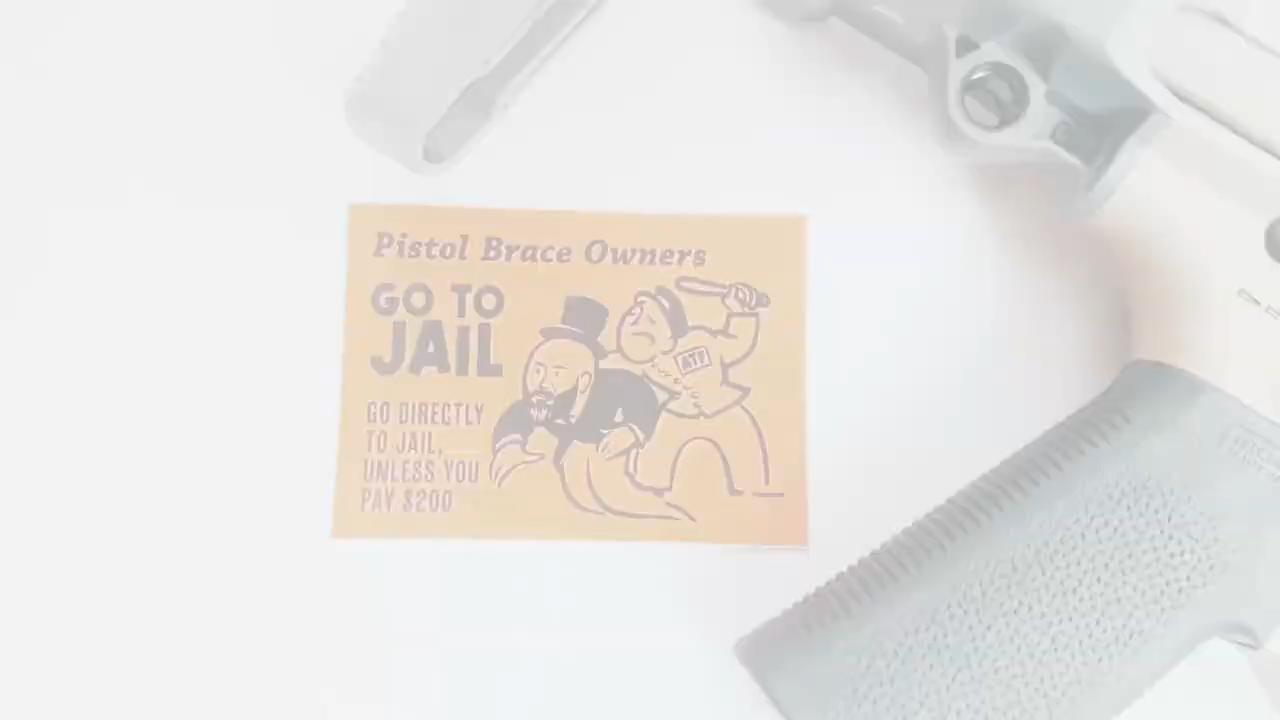 Pistol Brace Owners
GO TO
JAIL
ATF
GO DIRECTLY
TO JAIL,
UNLESS YOU
PAY $200